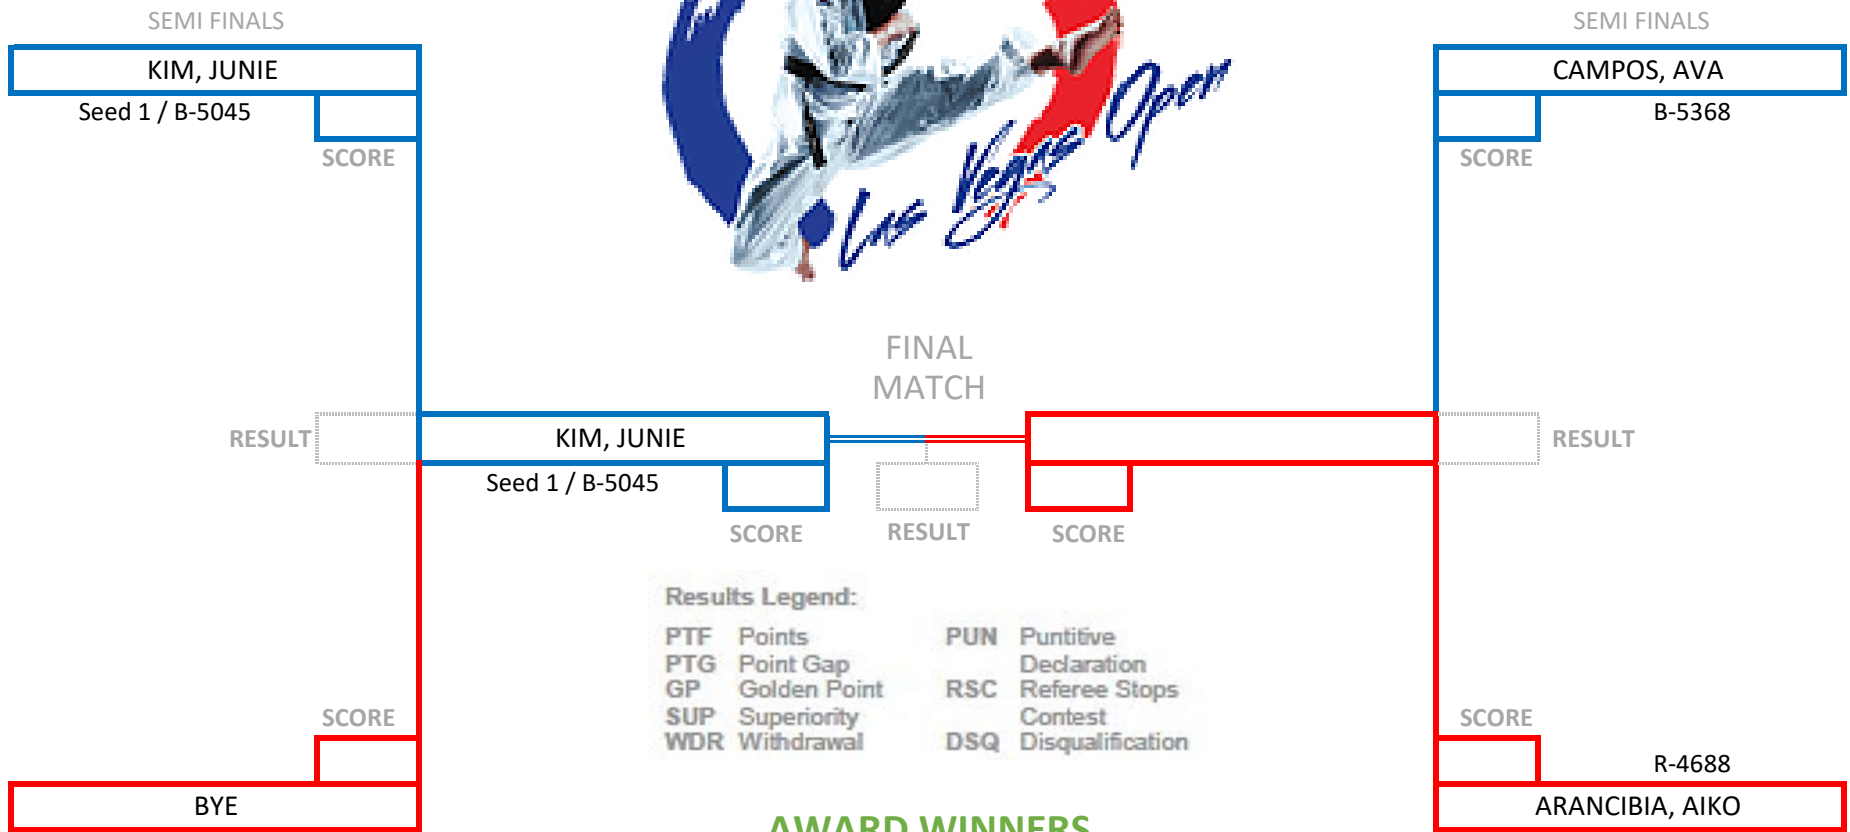 SEMI FINALS
SEMI FINALS
KIM, JUNIE
CAMPOS, AVA
Seed 1 / B-5045
B-5368
SCORE
SCORE
Las Vegas Open
FINAL
MATCH
RESULT
KIM, JUNIE
RESULT
Seed 1 / B-5045
SCORE
RESULT
SCORE
Results Legend:
PTF Points PUN Puntitive
PTG Point Gap Declaration
GP Golden Point RSC Referee Stops
SUP Superiority Contest
WDR Withdrawal DSQ Disqualification
SCORE
SCORE
R-4688
BYE
ARANCIBIA, AIKO
AWARD WINNERS